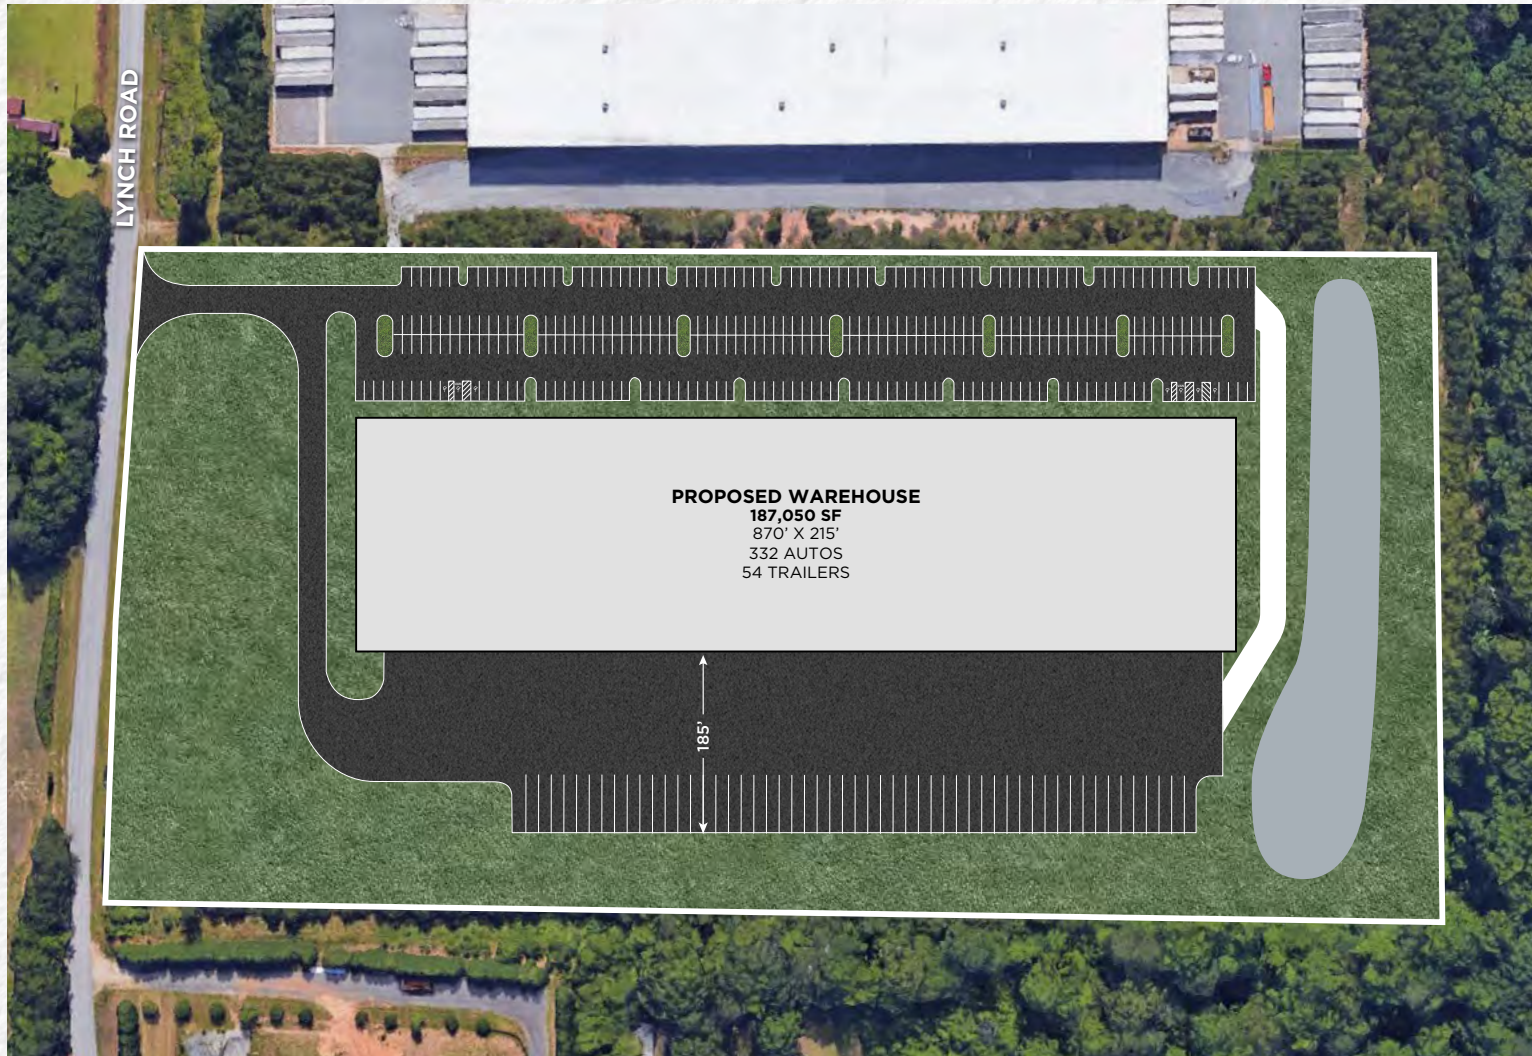 LYNCH ROAD
PROPOSED WAREHOUSE
187,050 SF
870’ X 215’
332 AUTOS
54 TRAILERS
185’